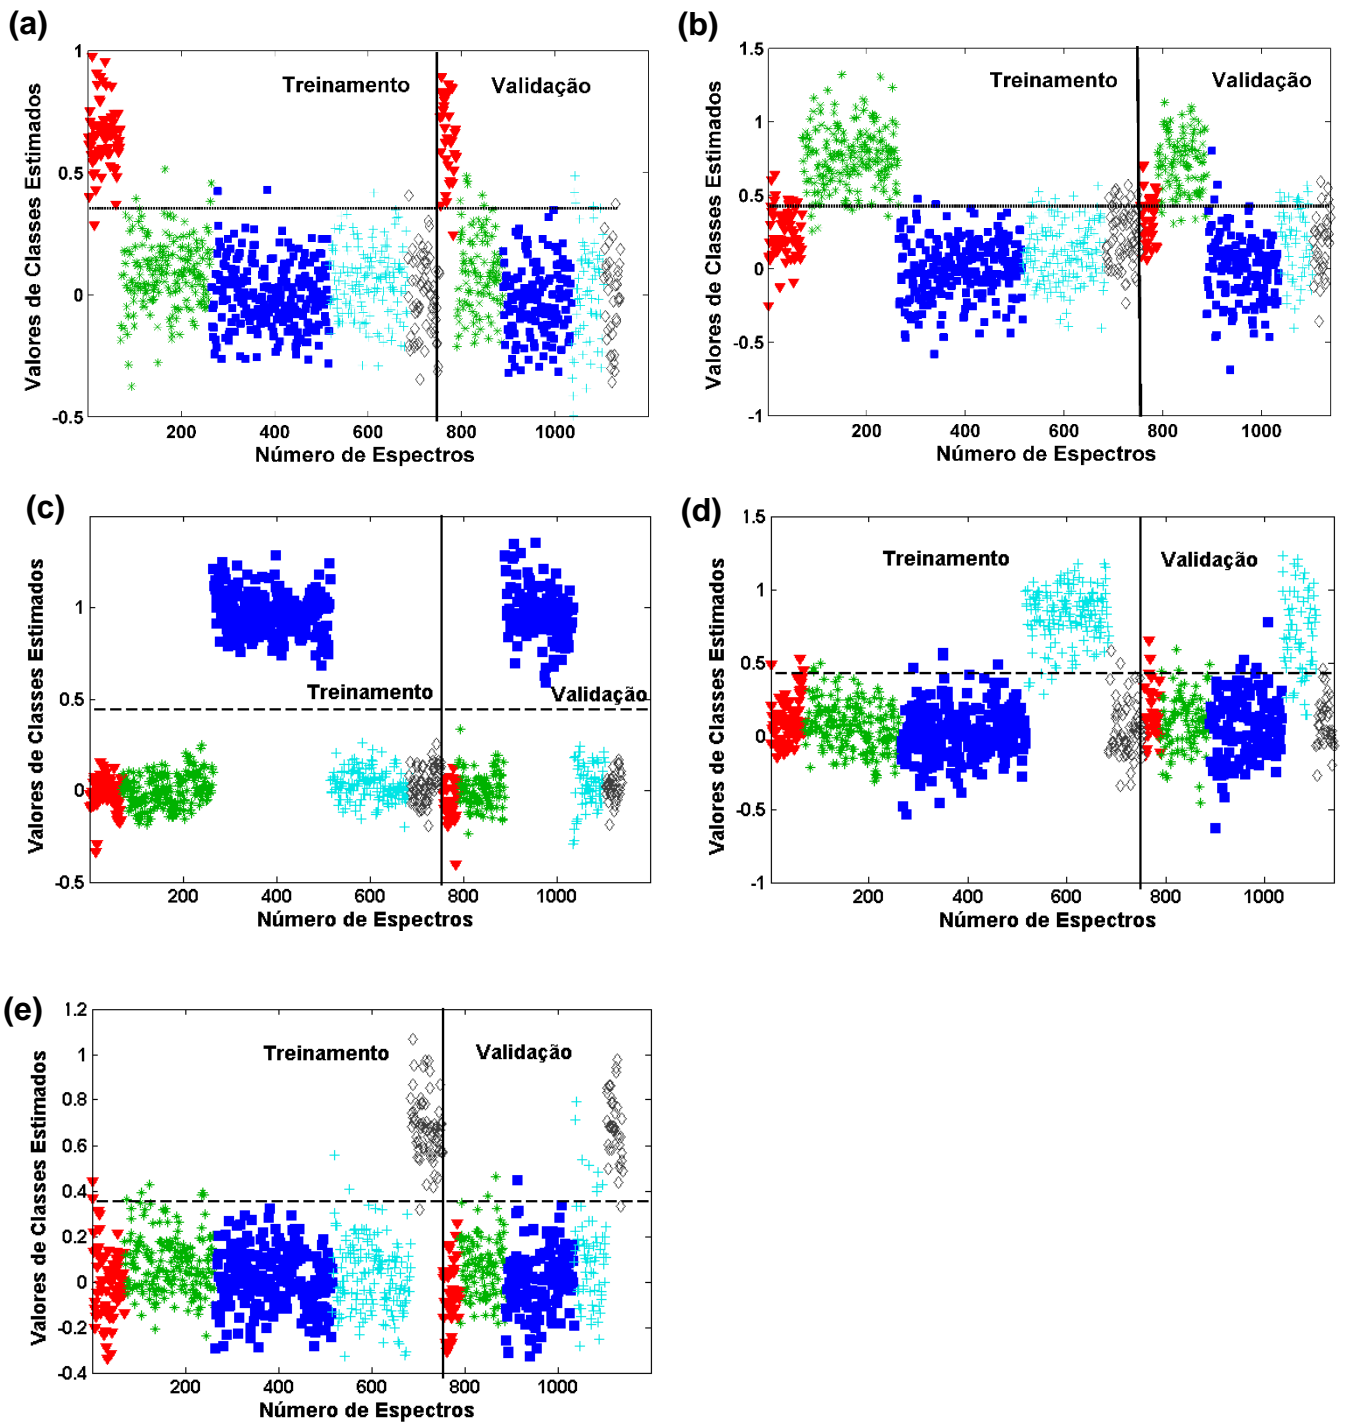 (a)
Valores de Classes Estimados
1
0.5
0
-0.5
Treinamento
Validação
200
400
600
800
1000
Número de Espectros
(b)
Valores de Classes Estimados
1.5
1
0.5
0
-0.5
-1
Treinamento
Validação
200
400
600
800
1000
Número de Espectros
(c)
Valores de Classes Estimados
1
0.5
0
-0.5
Treinamento
Validação
200
400
600
800
1000
Número de Espectros
(d)
Valores de Classes Estimados
1.5
1
0.5
0
-0.5
-1
Treinamento
Validação
200
400
600
800
1000
Número de Espectros
(e)
Valores de Classes Estimados
1.2
1
0.8
0.6
0.4
0.2
0
-0.2
-0.4
Treinamento
Validação
200
400
600
800
1000
Número de Espectros